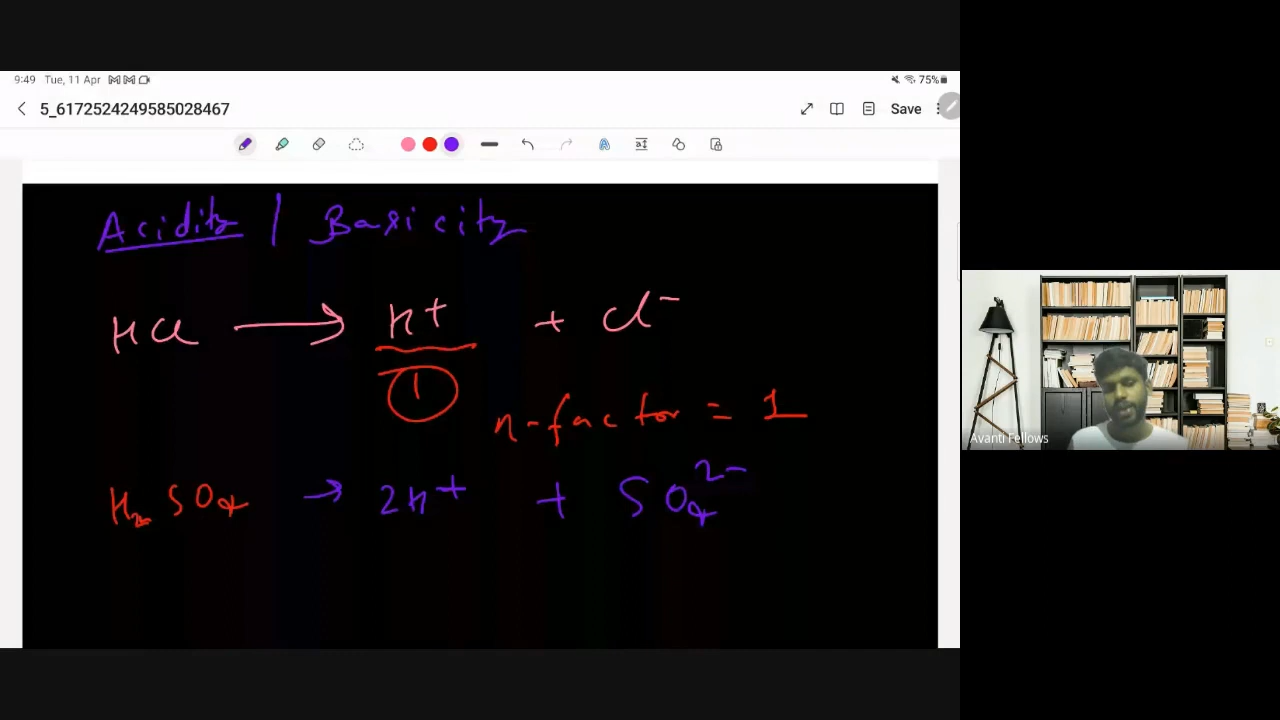 9:49 Tue, 11 Apr 75%
5_6172524249585028467 Save
Acidity | Basicity
HCl → H+ + Cl−
1
n-factor = 1
H2SO4 → 2H+ + SO4 2−
Avanti Fellows